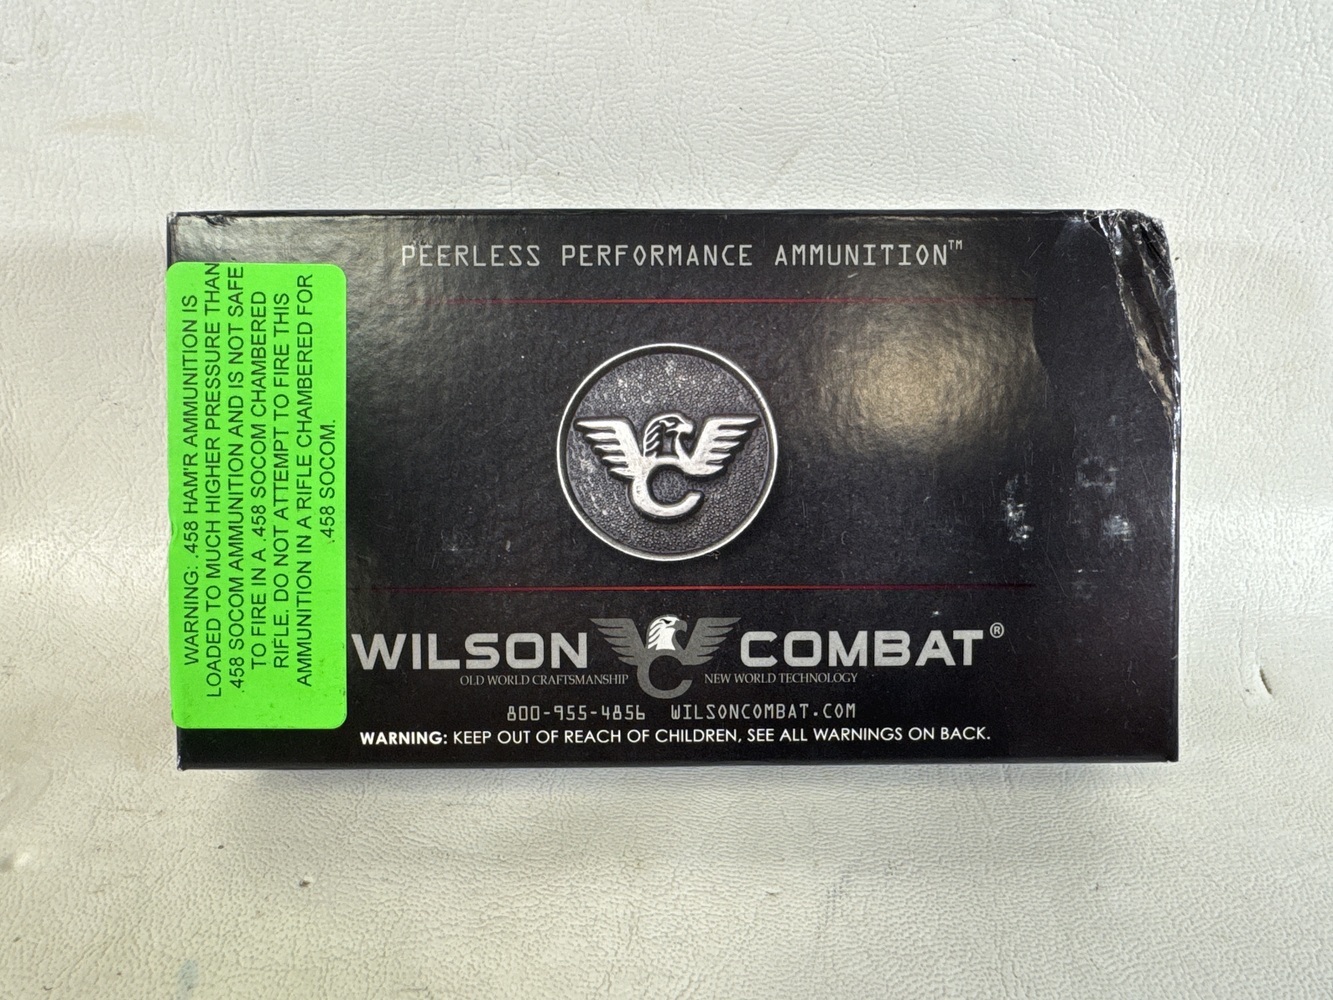 PEERLESS PERFORMANCE AMMUNITION™
WARNING: .458 HAM'R AMMUNITION IS
LOADED TO MUCH HIGHER PRESSURE THAN
.458 SOCOM AMMUNITION AND IS NOT SAFE
TO FIRE IN A .458 SOCOM CHAMBERED
RIFLE. DO NOT ATTEMPT TO FIRE THIS
AMMUNITION IN A RIFLE CHAMBERED FOR
.458 SOCOM.
WILSON COMBAT®
OLD WORLD CRAFTSMANSHIP NEW WORLD TECHNOLOGY
800-955-4856 WILSONCOMBAT.COM
WARNING: KEEP OUT OF REACH OF CHILDREN, SEE ALL WARNINGS ON BACK.